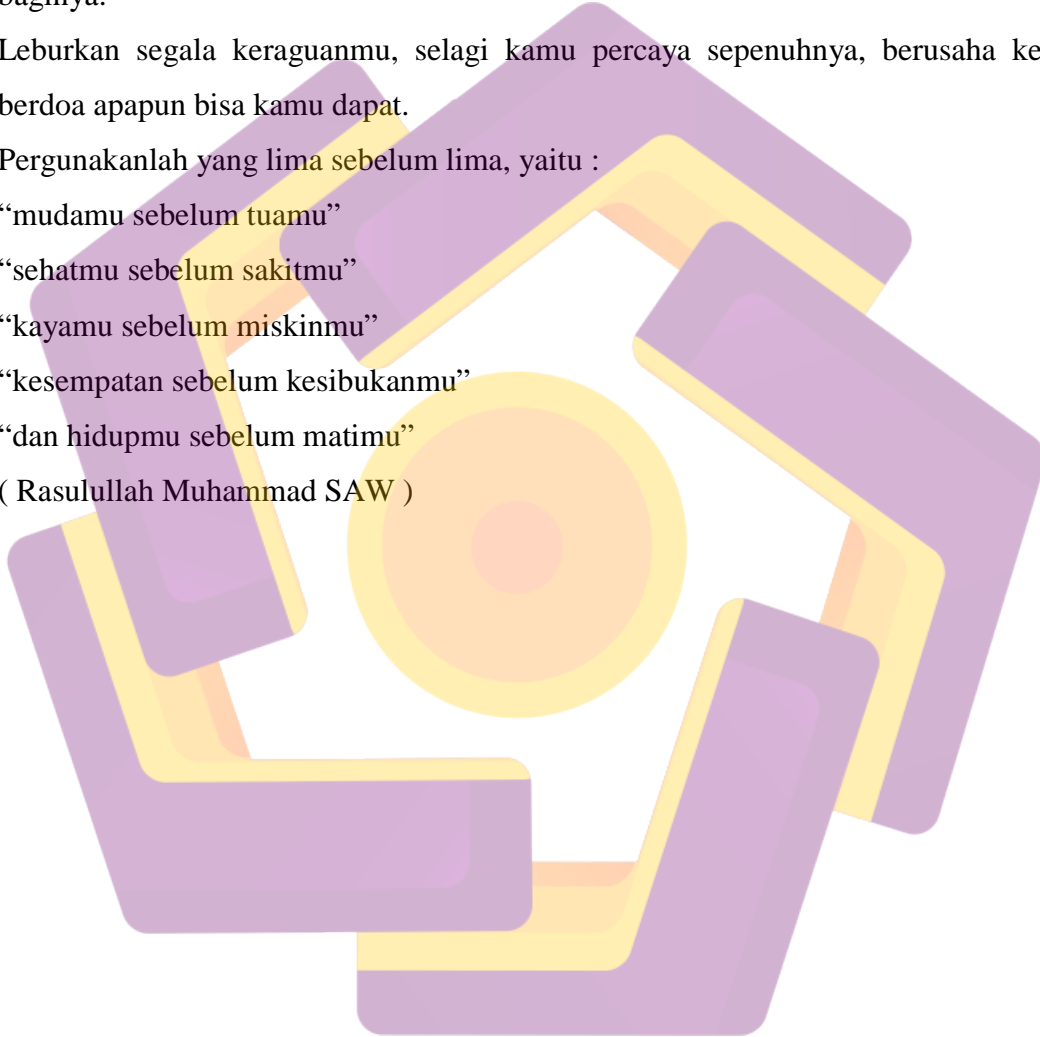 baginya.
Leburkan segala keraguanmu, selagi kamu percaya sepenuhnya, berusaha ke
berdoa apapun bisa kamu dapat.
Pergunakanlah yang lima sebelum lima, yaitu :
“mudamu sebelum tuamu”
“sehatmu sebelum sakitmu”
“kayamu sebelum miskinmu”
“kesempatan sebelum kesibukanmu”
“dan hidupmu sebelum matimu”
( Rasulullah Muhammad SAW )